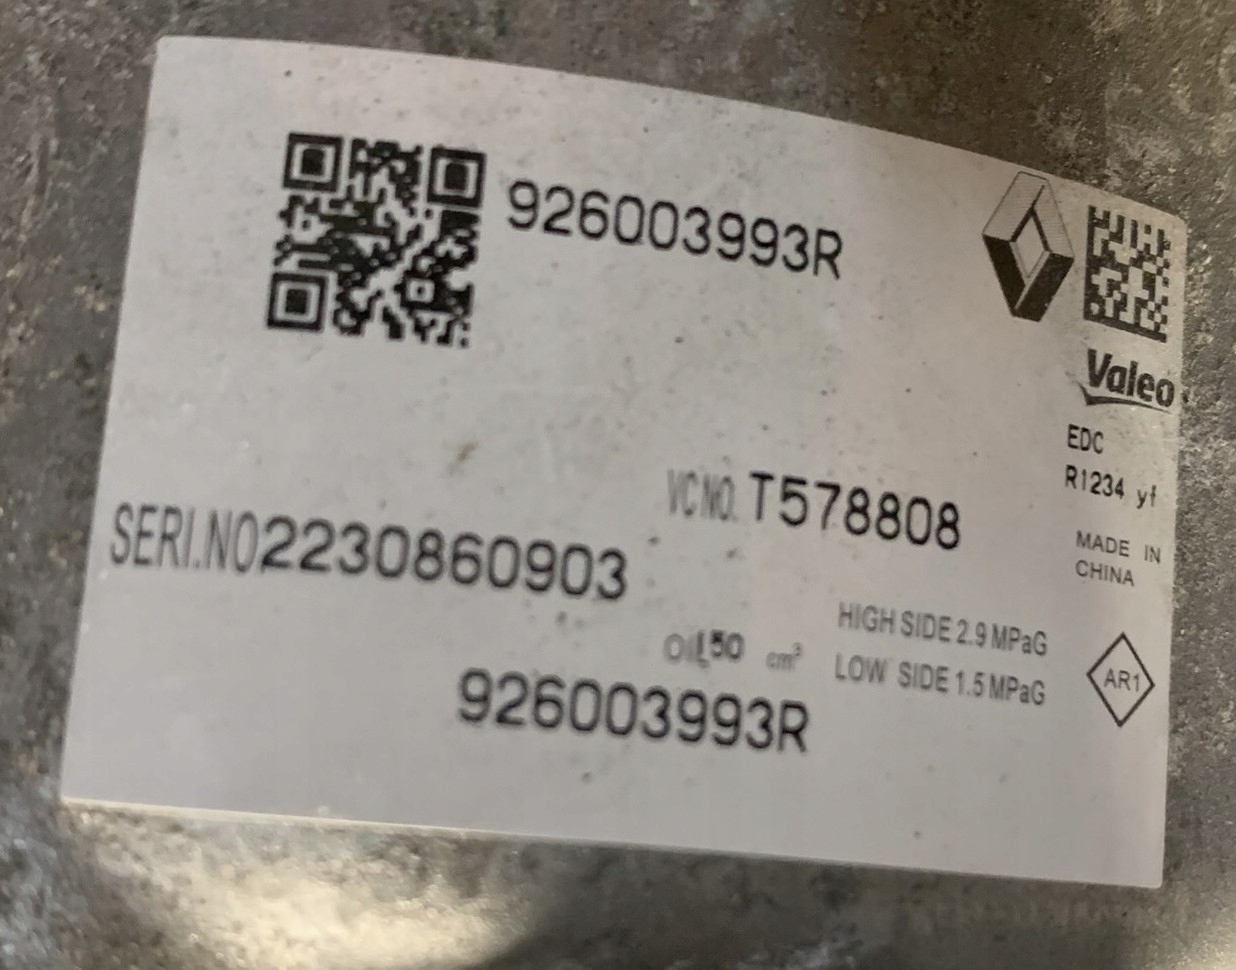 926003993R
Valeo
EDC
R1234 yf
VC NO. T578808
MADE IN
CHINA
SERI.NO2230860903
HIGH SIDE 2.9 MPaG
OIL50 cm³
LOW SIDE 1.5 MPaG
AR1
926003993R